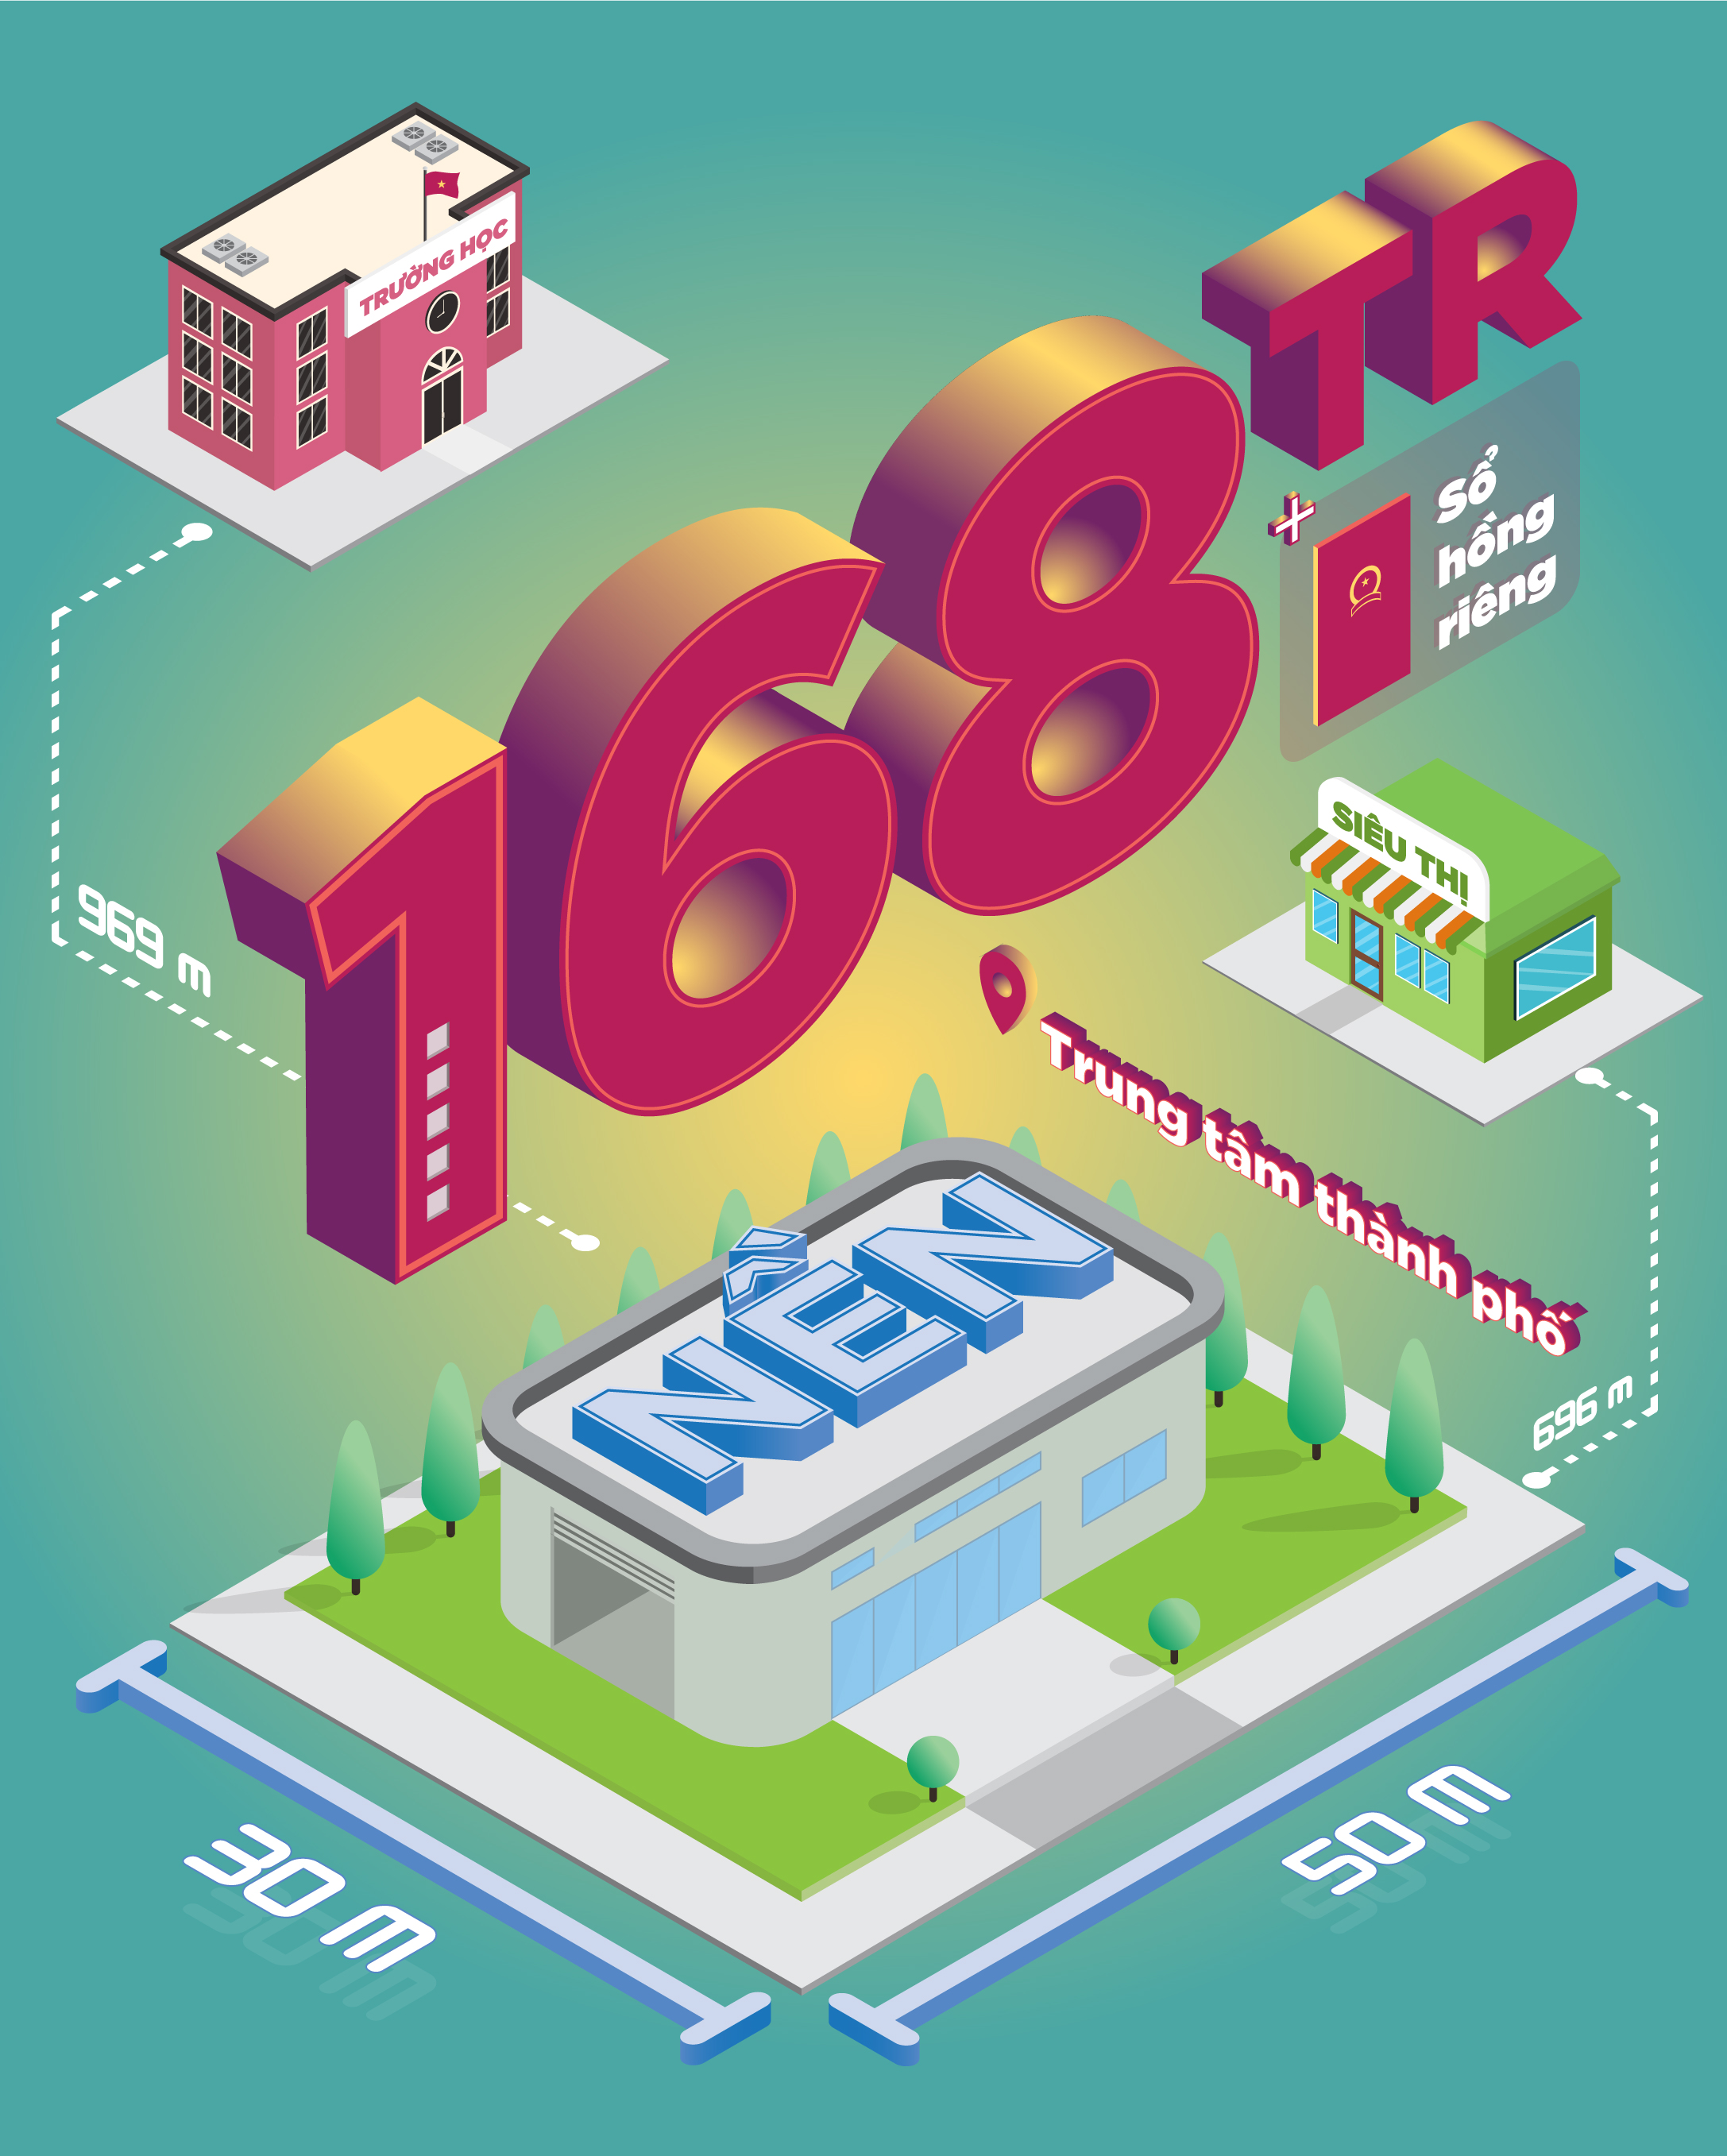 TRƯỜNG HỌC
168
TR
+
sổ
hồng
riêng
SIÊU THỊ
969 m
Trung tâm thành phố
696 m
NỀN
30 m
50 m